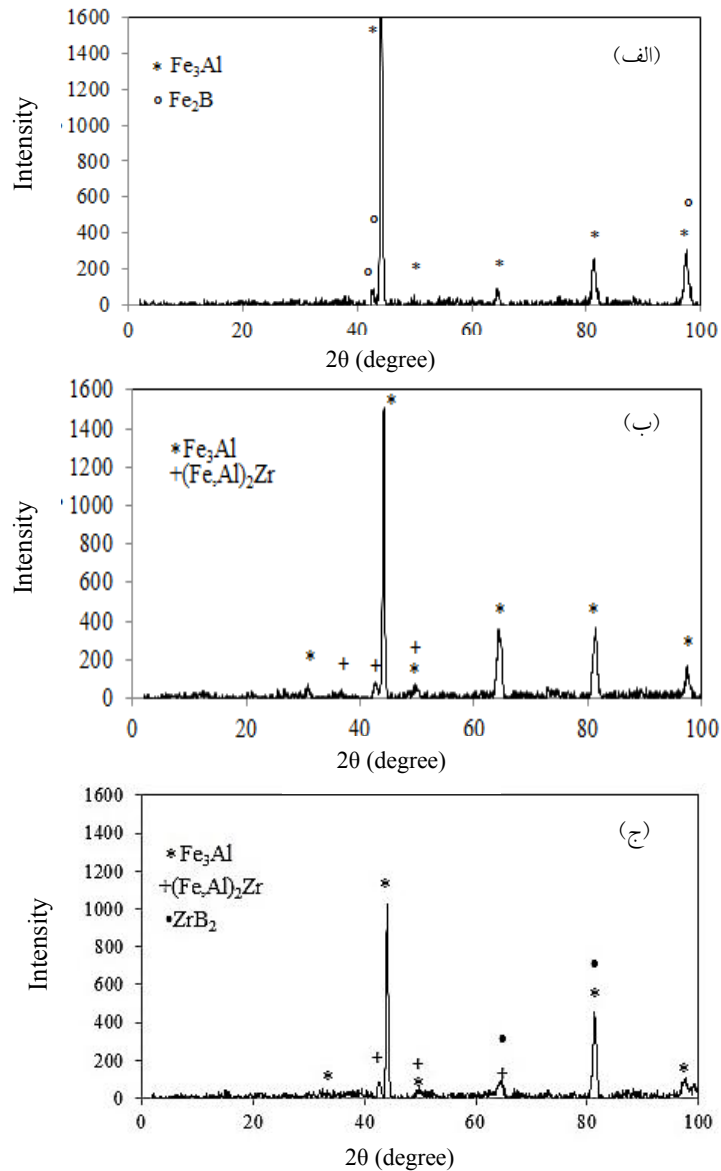 (الف)
1600
1400
1200
1000
800
600
400
200
0
Intensity
* Fe₃Al
o Fe₂B
*
o
o
*
*
*
*
o
0 20 40 60 80 100
2θ (degree)
(ب)
1600
1400
1200
1000
800
600
400
200
0
Intensity
*Fe₃Al
+(Fe,Al)₂Zr
*
*
+
+
+
*
*
*
*
0 20 40 60 80 100
2θ (degree)
(ج)
1600
1400
1200
1000
800
600
400
200
0
Intensity
*Fe₃Al
+(Fe,Al)₂Zr
•ZrB₂
*
+
*
+
*
•
+
•
*
*
0 20 40 60 80 100
2θ (degree)